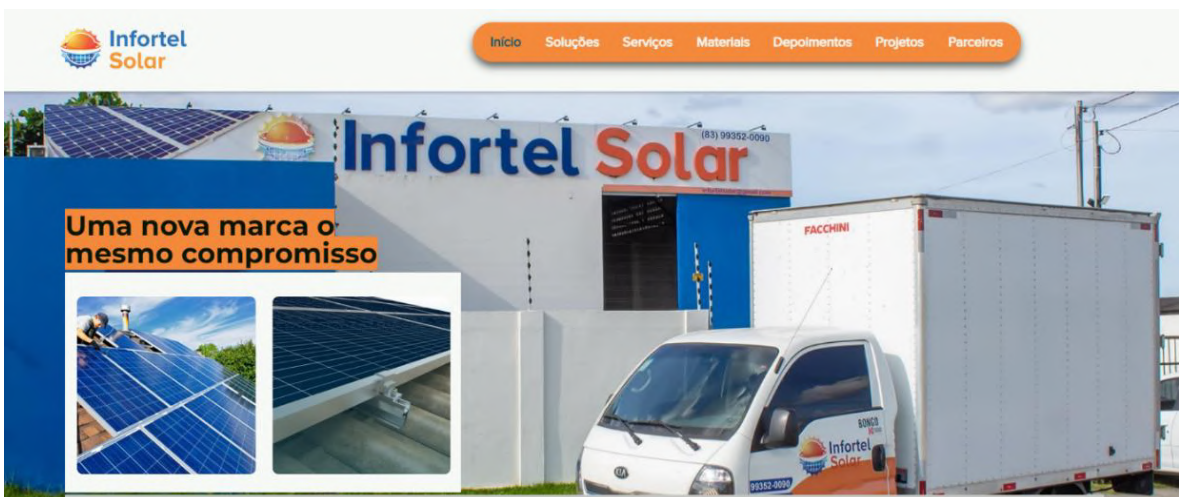 Infortel
Solar
Início Soluções Serviços Materiais Depoimentos Projetos Parceiros
Infortel Solar
(83) 99352-0090
Uma nova marca o
mesmo compromisso
FACCHINI
BONGO
Infortel
Solar
99352-0090
KIA